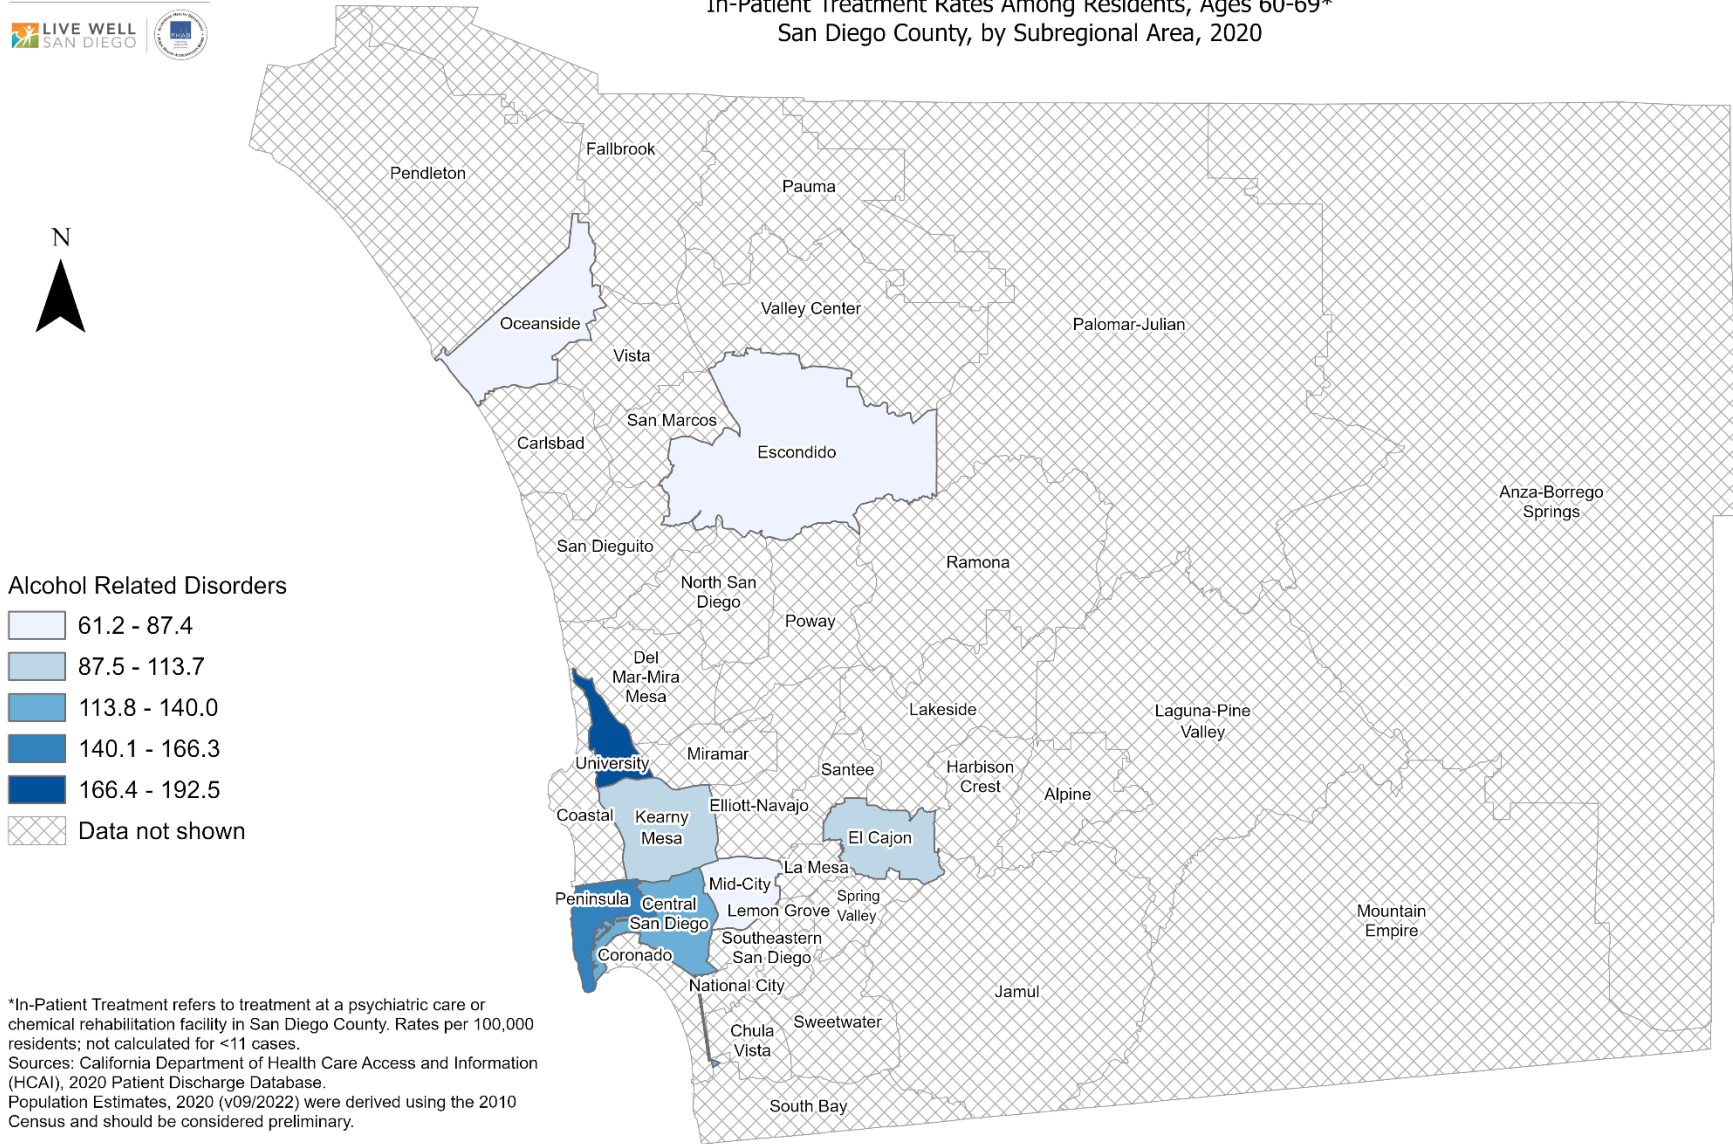 LIVE WELL
SAN DIEGO
PHAB
In-Patient Treatment Rates Among Residents, Ages 60-69*
San Diego County, by Subregional Area, 2020
N
Fallbrook
Pendleton
Pauma
Valley Center
Oceanside
Palomar-Julian
Vista
San Marcos
Carlsbad
Escondido
Anza-Borrego
Springs
San Dieguito
Ramona
North San
Diego
Poway
Del
Mar-Mira
Mesa
Lakeside
Laguna-Pine
Valley
Miramar
University
Santee
Harbison
Crest
Alpine
Elliott-Navajo
Coastal
Kearny
Mesa
El Cajon
La Mesa
Mid-City
Peninsula
Central
San Diego
Lemon Grove
Spring
Valley
Mountain
Empire
Southeastern
San Diego
Coronado
National City
Jamul
Sweetwater
Chula
Vista
South Bay
Alcohol Related Disorders
61.2 - 87.4
87.5 - 113.7
113.8 - 140.0
140.1 - 166.3
166.4 - 192.5
Data not shown
*In-Patient Treatment refers to treatment at a psychiatric care or
chemical rehabilitation facility in San Diego County. Rates per 100,000
residents; not calculated for <11 cases.
Sources: California Department of Health Care Access and Information
(HCAI), 2020 Patient Discharge Database.
Population Estimates, 2020 (v09/2022) were derived using the 2010
Census and should be considered preliminary.